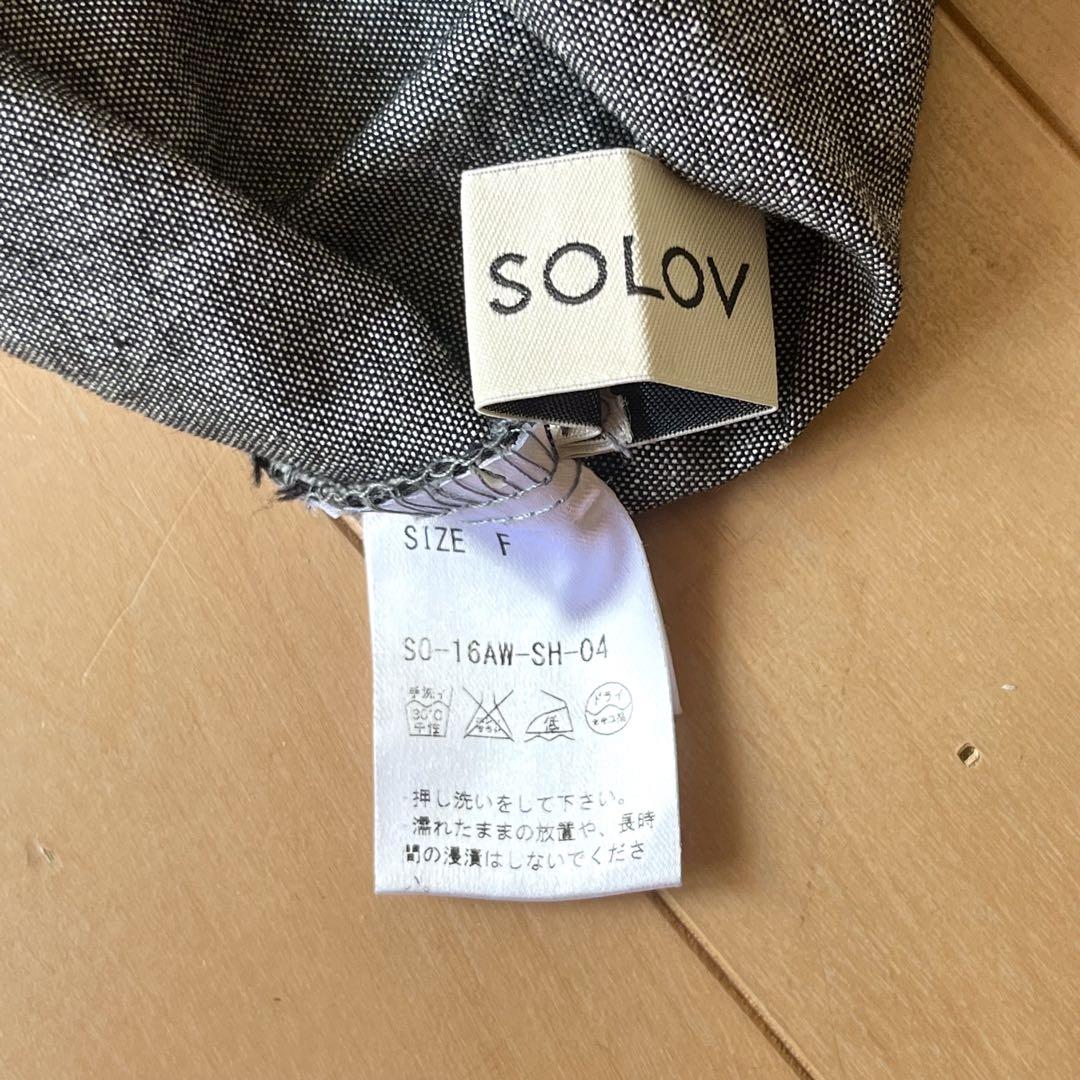 SOLOV
SIZE F
SO-16AW-SH-04
手洗イ
30℃
中性
低
ドライ
押し洗いをして下さい。
濡れたままの放置や、長時
間の浸漬はしないでくださ
い。